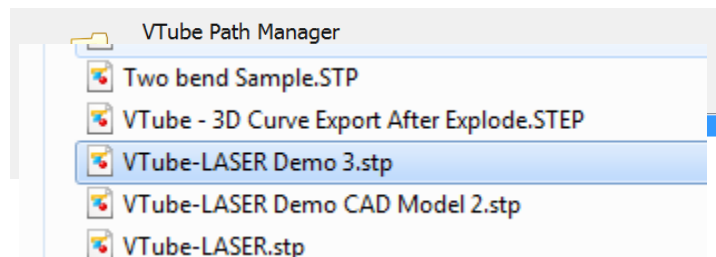 VTube Path Manager
Two bend Sample.STP
VTube - 3D Curve Export After Explode.STEP
VTube-LASER Demo 3.stp
VTube-LASER Demo CAD Model 2.stp
VTube-LASER.stp